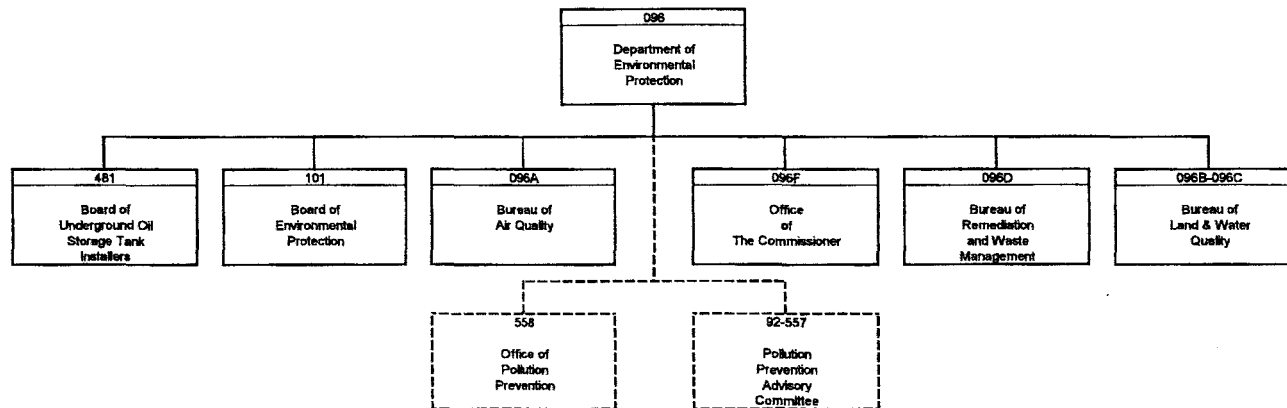 096
Department of
Environmental
Protection
481
Board of
Underground Oil
Storage Tank
Installers
101
Board of
Environmental
Protection
096A
Bureau of
Air Quality
096F
Office
of
The Commissioner
096D
Bureau of
Remediation
and Waste
Management
096B-096C
Bureau of
Land & Water
Quality
558
Office of
Pollution
Prevention
92-557
Pollution
Prevention
Advisory
Committee